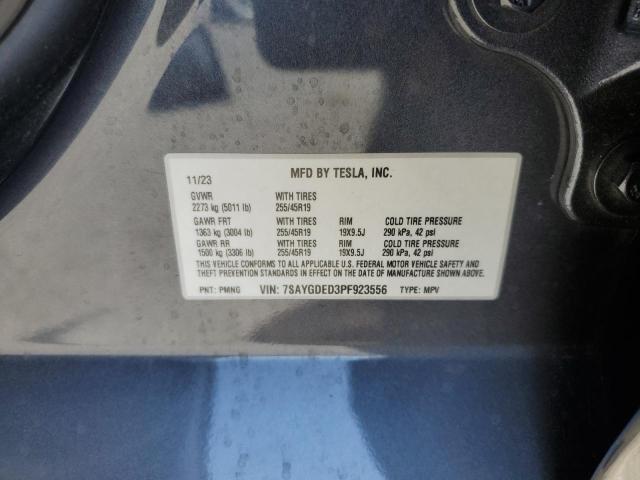 MFD BY TESLA, INC.
11/23
GVWR WITH TIRES
2273 kg (5011 lb) 255/45R19
GAWR FRT WITH TIRES RIM COLD TIRE PRESSURE
1363 kg (3004 lb) 255/45R19 19X9.5J 290 kPa, 42 psi
GAWR RR WITH TIRES RIM COLD TIRE PRESSURE
1500 kg (3306 lb) 255/45R19 19X9.5J 290 kPa, 42 psi
THIS VEHICLE CONFORMS TO ALL APPLICABLE U.S. FEDERAL MOTOR VEHICLE SAFETY AND
THEFT PREVENTION STANDARDS IN EFFECT ON THE DATE OF MANUFACTURE SHOWN ABOVE.
PNT: PMNG VIN: 7SAYGDED3PF923556 TYPE: MPV